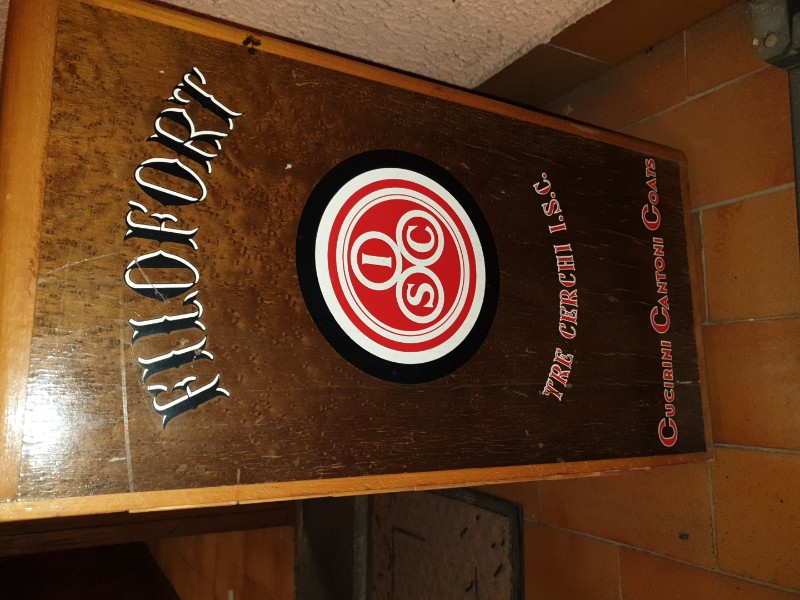 FILOFORT
I
S C
TRE CERCHI I.S.C.
CUCIRINI CANTONI COATS